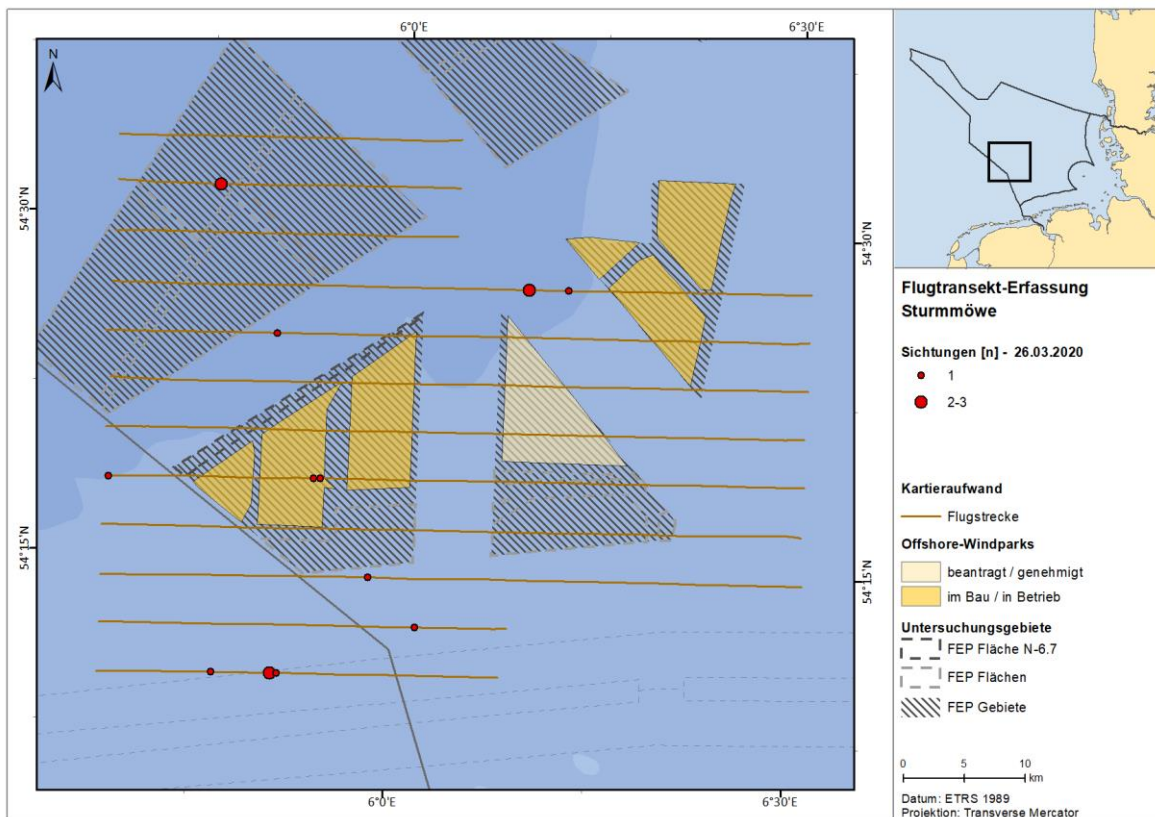 6°0'E
6°30'E
N
54°30'N
54°30'N
54°15'N
54°15'N
6°0'E
6°30'E
Flugtransekt-Erfassung
Sturmmöwe
Sichtungen [n] - 26.03.2020
1
2-3
Kartieraufwand
Flugstrecke
Offshore-Windparks
beantragt / genehmigt
im Bau / in Betrieb
Untersuchungsgebiete
FEP Fläche N-6.7
FEP Flächen
FEP Gebiete
0 5 10
km
Datum: ETRS 1989
Projektion: Transverse Mercator